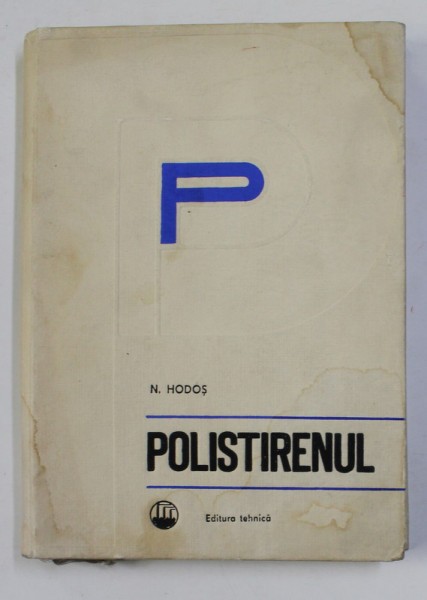 P
N. HODOȘ
POLISTIRENUL
Editura tehnică